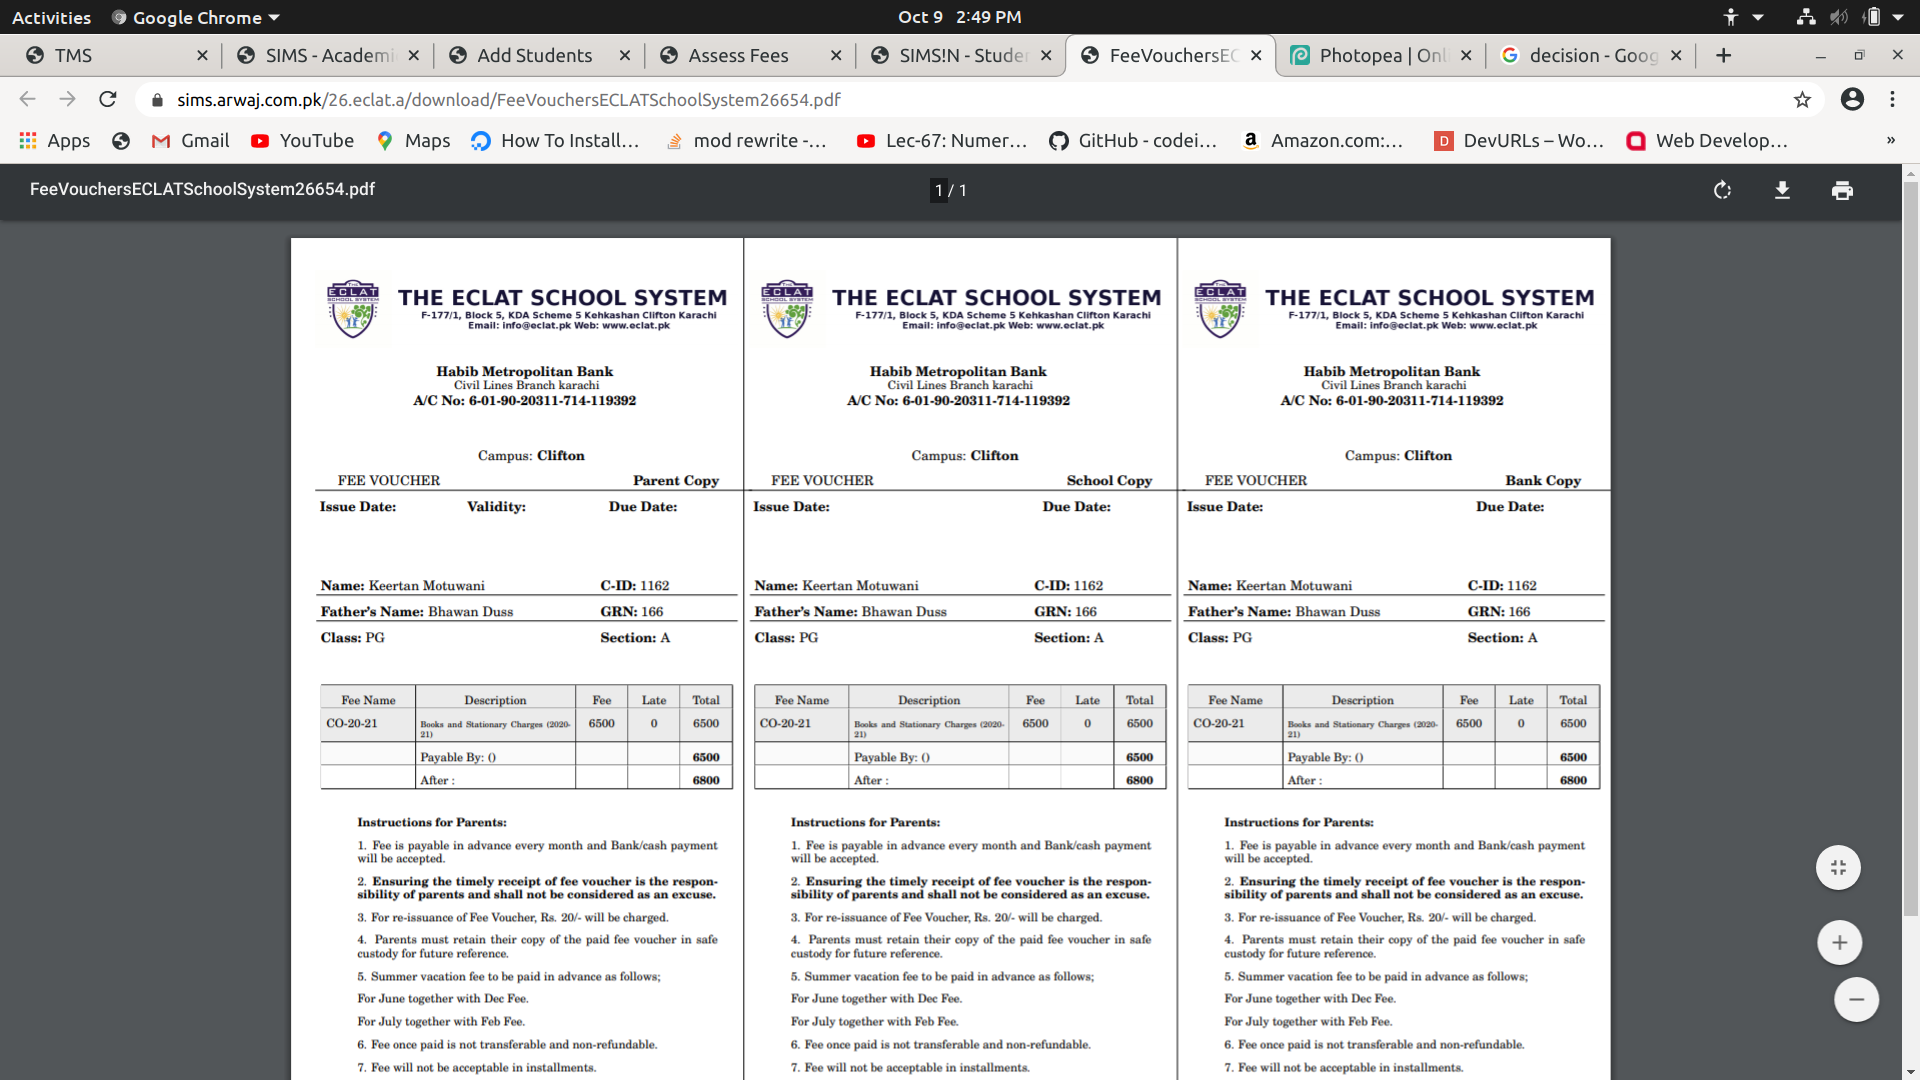 Activities Google Chrome Oct 9 2:49 PM
TMS SIMS - Academi Add Students Assess Fees SIMS!N - Stude FeeVouchersEC Photopea | Onl decision - Goog
sims.arwaj.com.pk/26.eclat.a/download/FeeVouchersECLATSchoolSystem26654.pdf
Apps Gmail YouTube Maps How To Install... mod rewrite -... Lec-67: Numer... GitHub - codei... Amazon.com:... DevURLs – Wo... Web Develop... »
FeeVouchersECLATSchoolSystem26654.pdf 1 / 1
ECLAT
SCHOOL SYSTEM
THE ECLAT SCHOOL SYSTEM
F-177/1, Block 5, KDA Scheme 5 Kehkashan Clifton Karachi
Email: info@eclat.pk Web: www.eclat.pk
Habib Metropolitan Bank
Civil Lines Branch karachi
A/C No: 6-01-90-20311-714-119392
Campus: Clifton
FEE VOUCHER Parent Copy
Issue Date: Validity: Due Date:
Name: Keertan Motuwani C-ID: 1162
Father's Name: Bhawan Duss GRN: 166
Class: PG Section: A
Fee Name Description Fee Late Total
CO-20-21 Books and Stationary Charges (2020- 6500 0 6500
21)
Payable By: () 6500
After : 6800
Instructions for Parents:
1. Fee is payable in advance every month and Bank/cash payment
will be accepted.
2. Ensuring the timely receipt of fee voucher is the respon-
sibility of parents and shall not be considered as an excuse.
3. For re-issuance of Fee Voucher, Rs. 20/- will be charged.
4. Parents must retain their copy of the paid fee voucher in safe
custody for future reference.
5. Summer vacation fee to be paid in advance as follows;
For June together with Dec Fee.
For July together with Feb Fee.
6. Fee once paid is not transferable and non-refundable.
7. Fee will not be acceptable in installments.
ECLAT
SCHOOL SYSTEM
THE ECLAT SCHOOL SYSTEM
F-177/1, Block 5, KDA Scheme 5 Kehkashan Clifton Karachi
Email: info@eclat.pk Web: www.eclat.pk
Habib Metropolitan Bank
Civil Lines Branch karachi
A/C No: 6-01-90-20311-714-119392
Campus: Clifton
FEE VOUCHER School Copy
Issue Date: Due Date:
Name: Keertan Motuwani C-ID: 1162
Father's Name: Bhawan Duss GRN: 166
Class: PG Section: A
Fee Name Description Fee Late Total
CO-20-21 Books and Stationary Charges (2020- 6500 0 6500
21)
Payable By: () 6500
After : 6800
Instructions for Parents:
1. Fee is payable in advance every month and Bank/cash payment
will be accepted.
2. Ensuring the timely receipt of fee voucher is the respon-
sibility of parents and shall not be considered as an excuse.
3. For re-issuance of Fee Voucher, Rs. 20/- will be charged.
4. Parents must retain their copy of the paid fee voucher in safe
custody for future reference.
5. Summer vacation fee to be paid in advance as follows;
For June together with Dec Fee.
For July together with Feb Fee.
6. Fee once paid is not transferable and non-refundable.
7. Fee will not be acceptable in installments.
ECLAT
SCHOOL SYSTEM
THE ECLAT SCHOOL SYSTEM
F-177/1, Block 5, KDA Scheme 5 Kehkashan Clifton Karachi
Email: info@eclat.pk Web: www.eclat.pk
Habib Metropolitan Bank
Civil Lines Branch karachi
A/C No: 6-01-90-20311-714-119392
Campus: Clifton
FEE VOUCHER Bank Copy
Issue Date: Due Date:
Name: Keertan Motuwani C-ID: 1162
Father's Name: Bhawan Duss GRN: 166
Class: PG Section: A
Fee Name Description Fee Late Total
CO-20-21 Books and Stationary Charges (2020- 6500 0 6500
21)
Payable By: () 6500
After : 6800
Instructions for Parents:
1. Fee is payable in advance every month and Bank/cash payment
will be accepted.
2. Ensuring the timely receipt of fee voucher is the respon-
sibility of parents and shall not be considered as an excuse.
3. For re-issuance of Fee Voucher, Rs. 20/- will be charged.
4. Parents must retain their copy of the paid fee voucher in safe
custody for future reference.
5. Summer vacation fee to be paid in advance as follows;
For June together with Dec Fee.
For July together with Feb Fee.
6. Fee once paid is not transferable and non-refundable.
7. Fee will not be acceptable in installments.